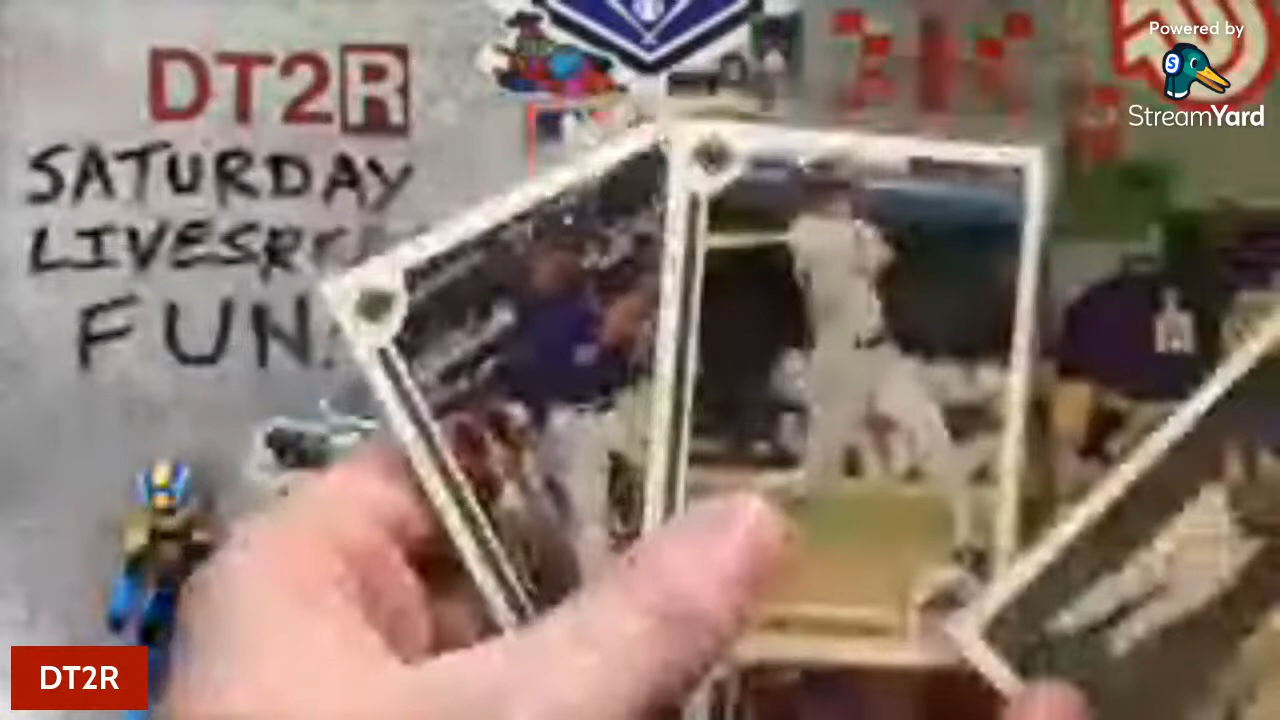 DT2R
SATURDAY
LIVESR
FUN
Powered by
StreamYard
DT2R